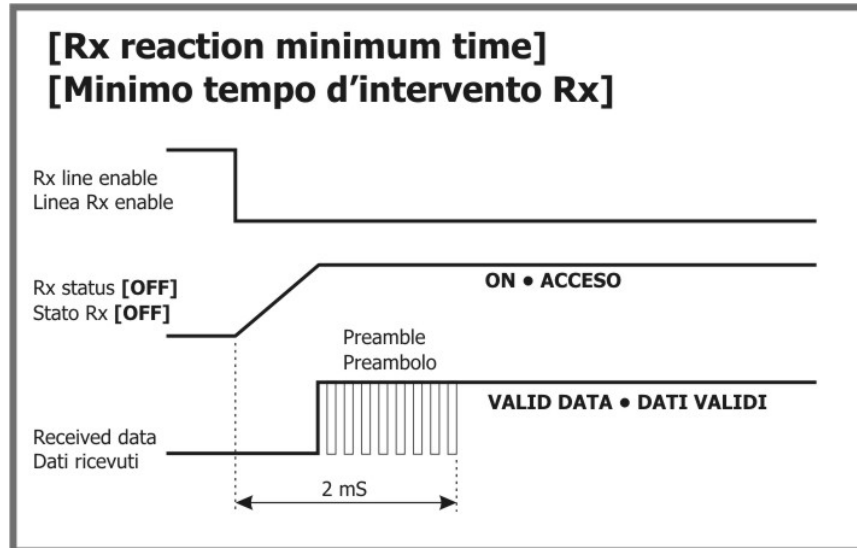 [Rx reaction minimum time]
[Minimo tempo d’intervento Rx]
Rx line enable
Linea Rx enable
Rx status [OFF]
Stato Rx [OFF]
ON • ACCESO
Preamble
Preambolo
VALID DATA • DATI VALIDI
Received data
Dati ricevuti
2 mS